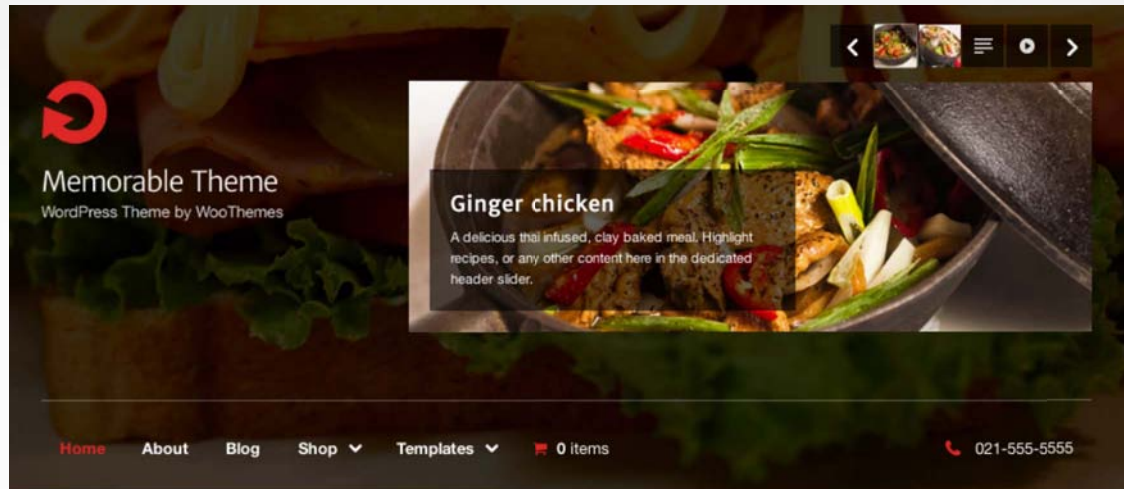 Memorable Theme
WordPress Theme by WooThemes
Ginger chicken
A delicious thai infused, clay baked meal. Highlight
recipes, or any other content here in the dedicated
header slider.
Home About Blog Shop Templates 0 items 021-555-5555